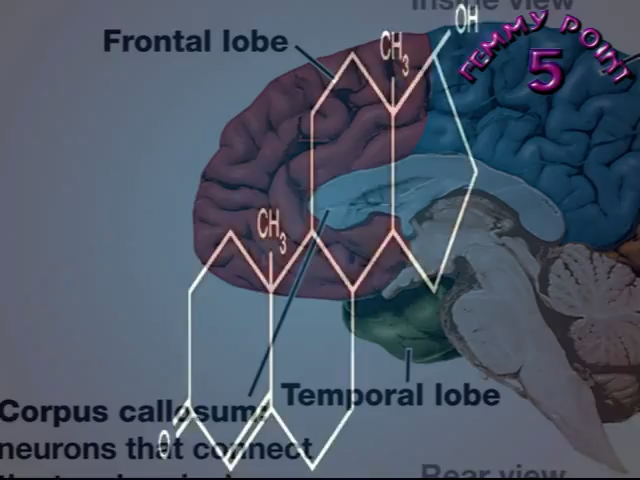 Inside view
OH
FEMMY POINT
5
Frontal lobe
CH3
CH3
Temporal lobe
Corpus callosum:
neurons that connect
O
Rear view